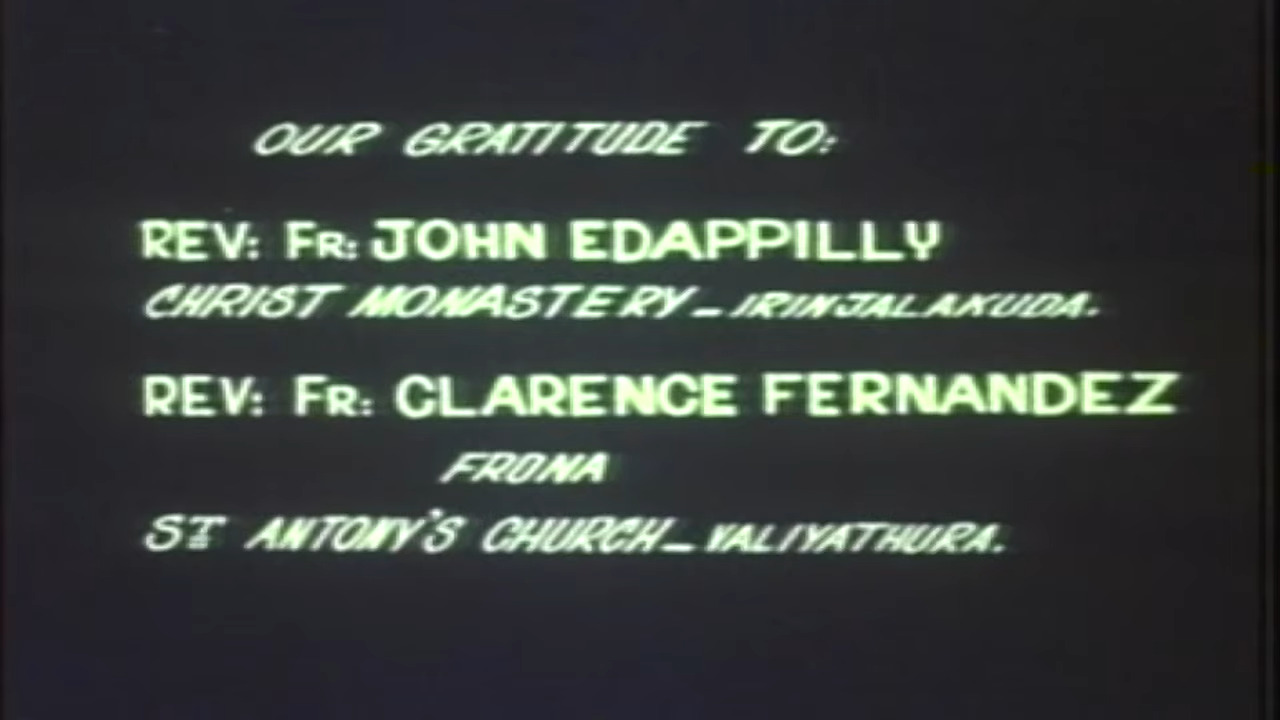 OUR GRATITUDE TO:
REV: FR: JOHN EDAPPILLY
CHRIST MONASTERY - IRINJALAKUDA.
REV: FR: CLARENCE FERNANDEZ
FRONA
ST ANTONY'S CHURCH - VALIYATHURA.